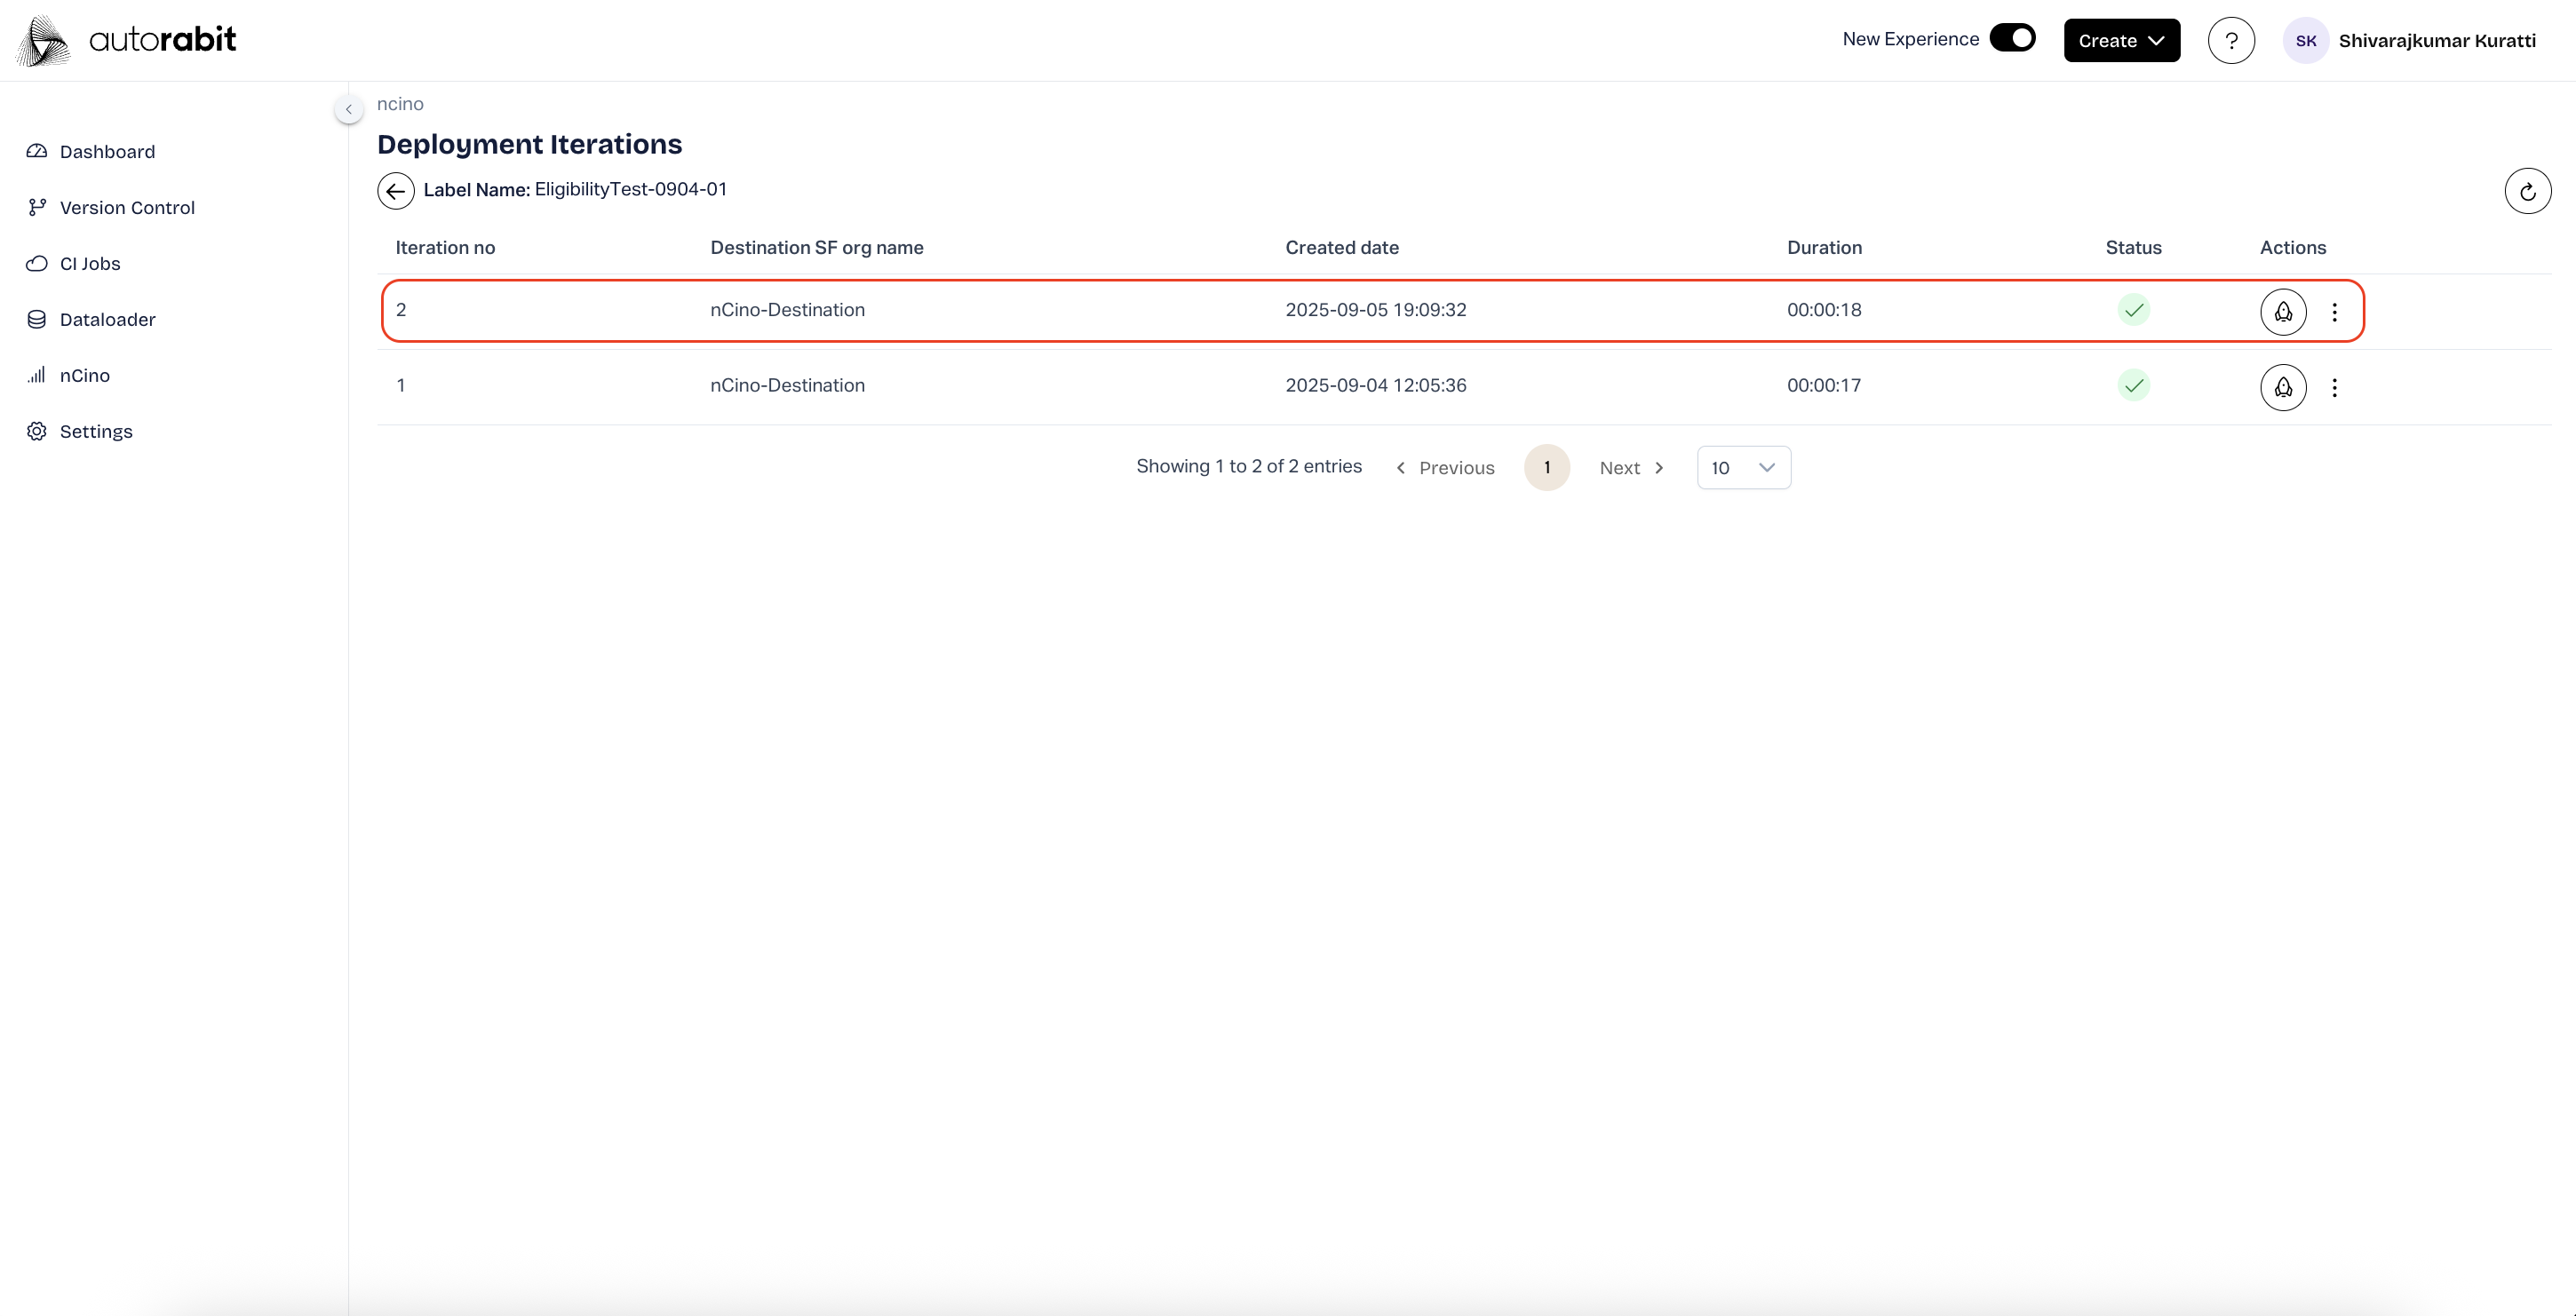 autorabit
New Experience Create ? SK Shivarajkumar Kuratti
Dashboard
Version Control
CI Jobs
Dataloader
nCino
Settings
ncino
Deployment Iterations
Label Name: EligibilityTest-0904-01
Iteration no Destination SF org name Created date Duration Status Actions
2 nCino-Destination 2025-09-05 19:09:32 00:00:18
1 nCino-Destination 2025-09-04 12:05:36 00:00:17
Showing 1 to 2 of 2 entries Previous 1 Next 10